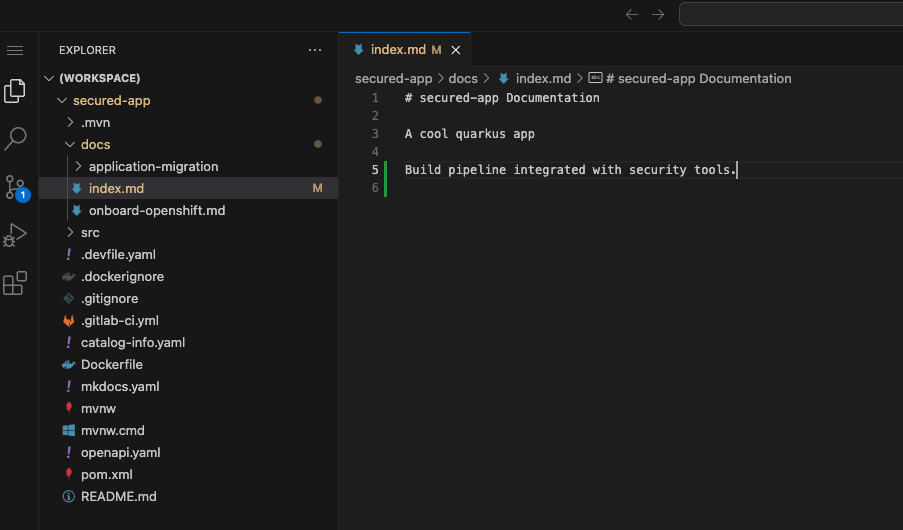 EXPLORER
(WORKSPACE)
secured-app
.mvn
docs
application-migration
index.md M
onboard-openshift.md
src
.devfile.yaml
.dockerignore
.gitignore
.gitlab-ci.yml
catalog-info.yaml
Dockerfile
mkdocs.yaml
mvnw
mvnw.cmd
openapi.yaml
pom.xml
README.md
1
index.md M
secured-app > docs > index.md > abc # secured-app Documentation
1 # secured-app Documentation
2
3 A cool quarkus app
4
5 Build pipeline integrated with security tools.
6